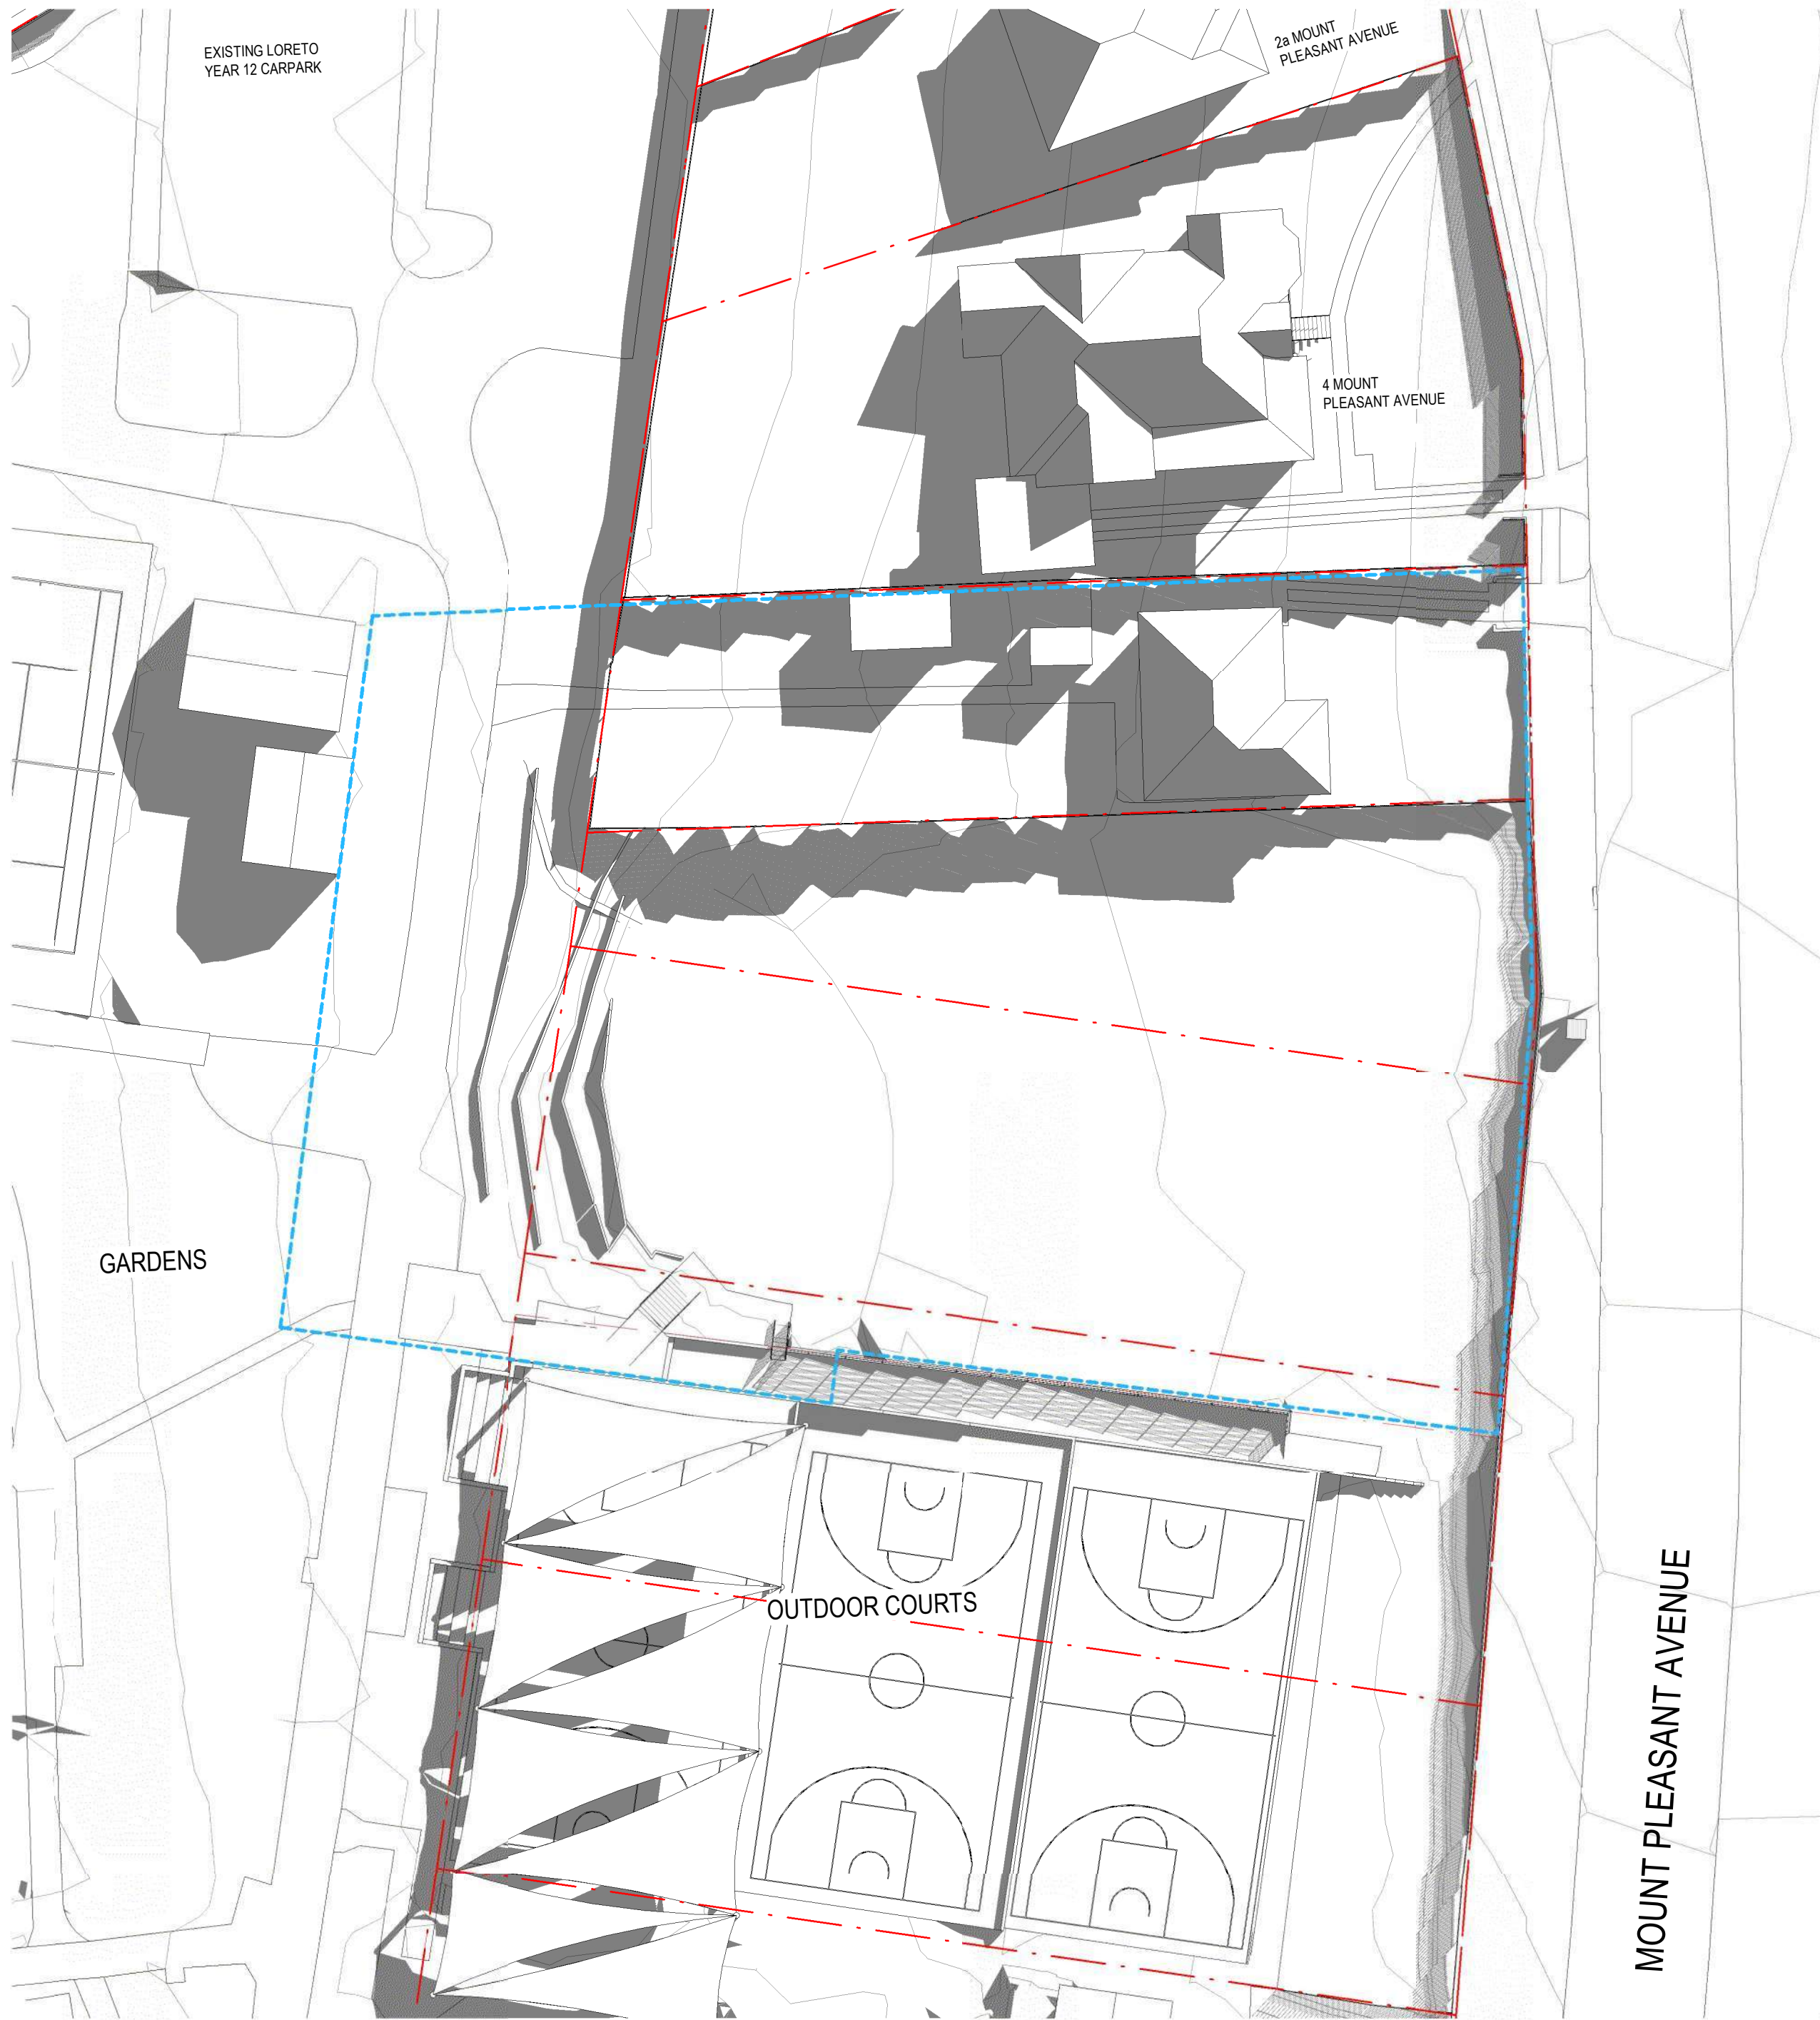 EXISTING LORETO
YEAR 12 CARPARK
2a MOUNT
PLEASANT AVENUE
4 MOUNT
PLEASANT AVENUE
GARDENS
OUTDOOR COURTS
MOUNT PLEASANT AVENUE